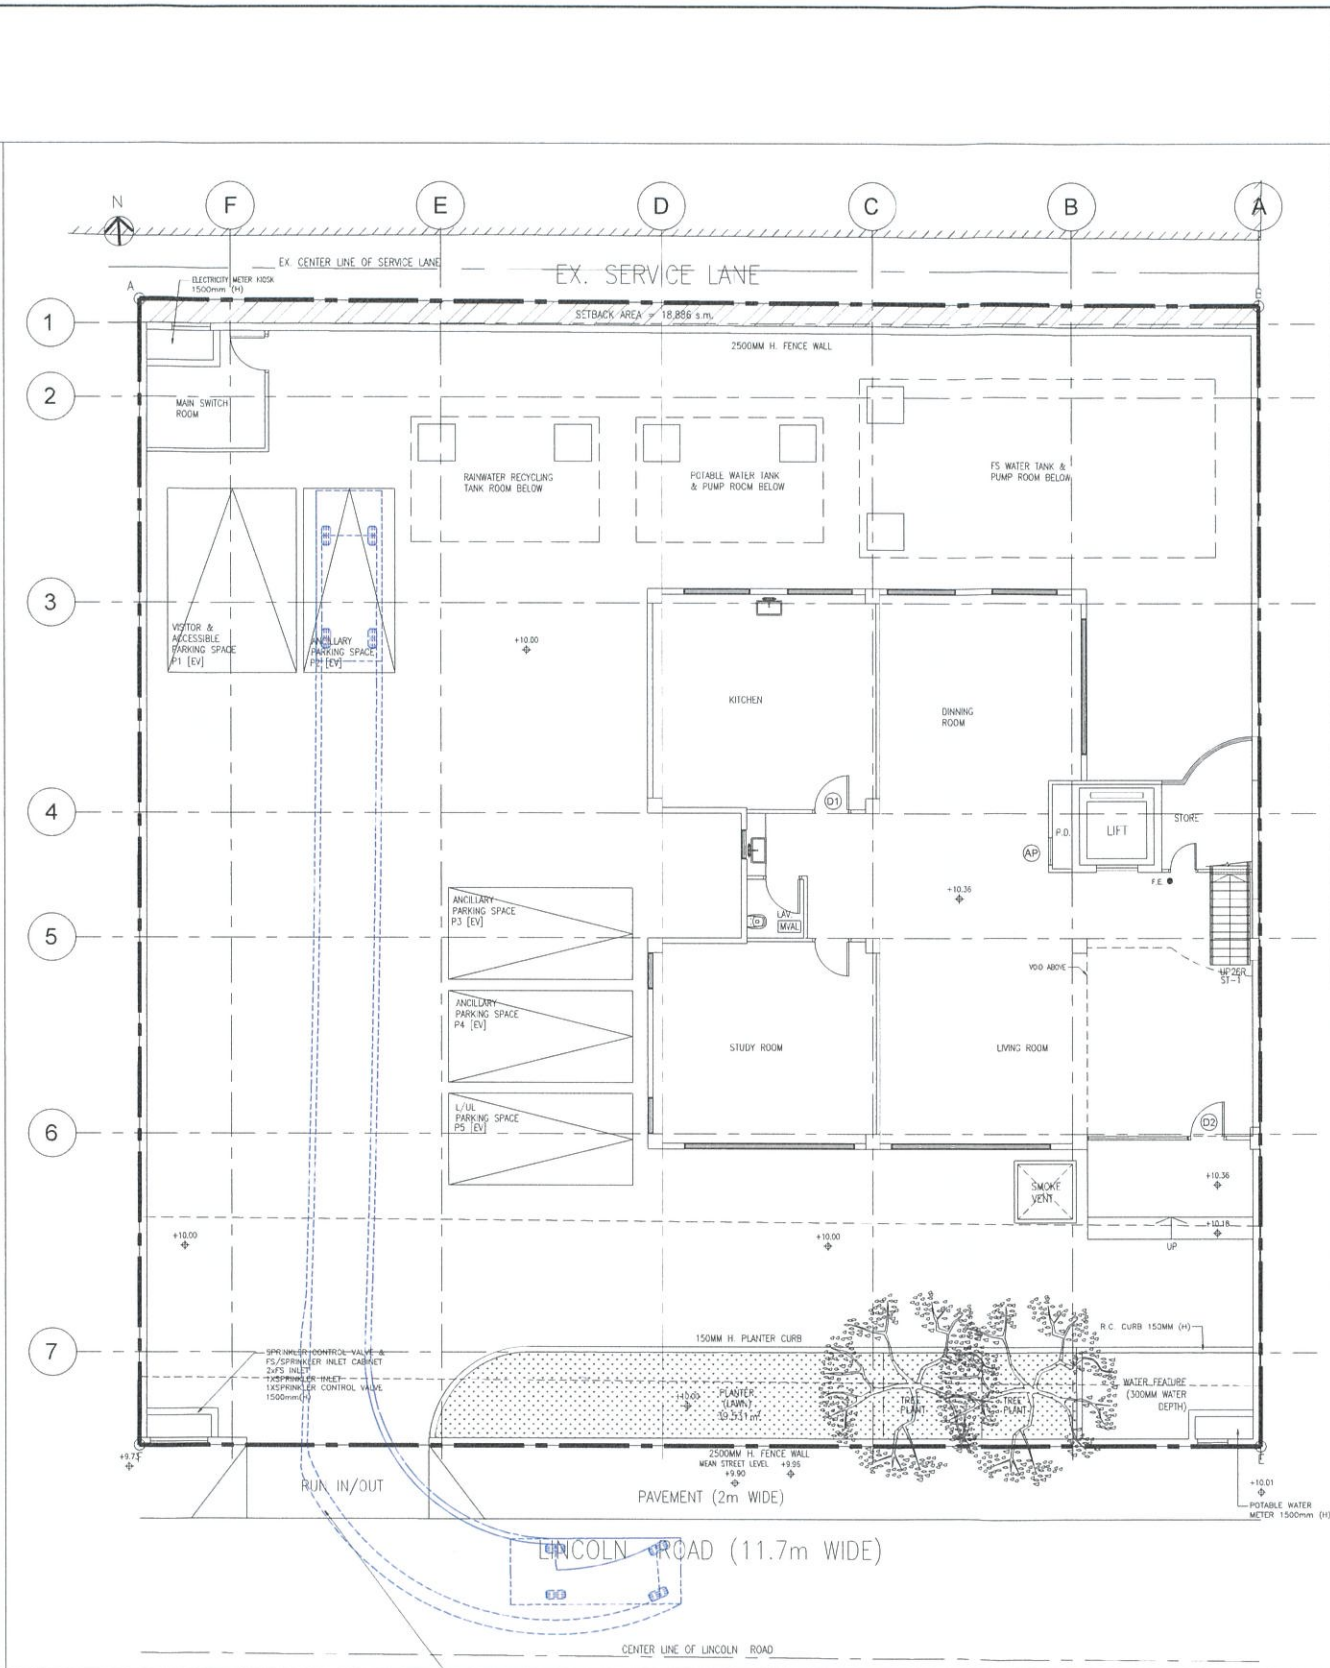 N
F
E
D
C
B
A
EX. CENTER LINE OF SERVICE LANE
EX. SERVICE LANE
ELECTRICITY METER KIOSK
1500mm (H)
A
B
1
SETBACK AREA = 18.886 s.m.
2500MM H. FENCE WALL
2
MAIN SWITCH
ROOM
RAINWATER RECYCLING
TANK ROOM BELOW
POTABLE WATER TANK
& PUMP ROOM BELOW
FS WATER TANK &
PUMP ROOM BELOW
3
VISITOR &
ACCESSIBLE
PARKING SPACE
P1 [EV]
ANCILLARY
PARKING SPACE
P2 [EV]
+10.00
KITCHEN
DINNING
ROOM
4
D1
P.D.
LIFT
STORE
AP
F.E.
ANCILLARY
PARKING SPACE
P3 [EV]
+10.36
LAV.
MVAL
5
VOID ABOVE
UP26R
ST-1
ANCILLARY
PARKING SPACE
P4 [EV]
STUDY ROOM
LIVING ROOM
L/UL
PARKING SPACE
P5 [EV]
6
D2
SMOKE
VENT
+10.36
+10.18
UP
+10.00
+10.00
7
150MM H. PLANTER CURB
R.C. CURB 150MM (H)
SPRINKLER CONTROL VALVE &
FS/SPRINKLER INLET CABINET
2xFS INLET
1XSPRINKLER INLET
1XSPRINKLER CONTROL VALVE
1500mm(H)
+10.00
PLANTER
(LAWN)
19.531 m²
TREE
PLANT
TREE
PLANT
WATER FEATURE
(300MM WATER
DEPTH)
2500MM H. FENCE WALL
MEAN STREET LEVEL
+9.95
+9.90
E
RUN IN/OUT
PAVEMENT (2m WIDE)
+10.01
POTABLE WATER
METER 1500mm (H)
LINCOLN ROAD (11.7m WIDE)
CENTER LINE OF LINCOLN ROAD